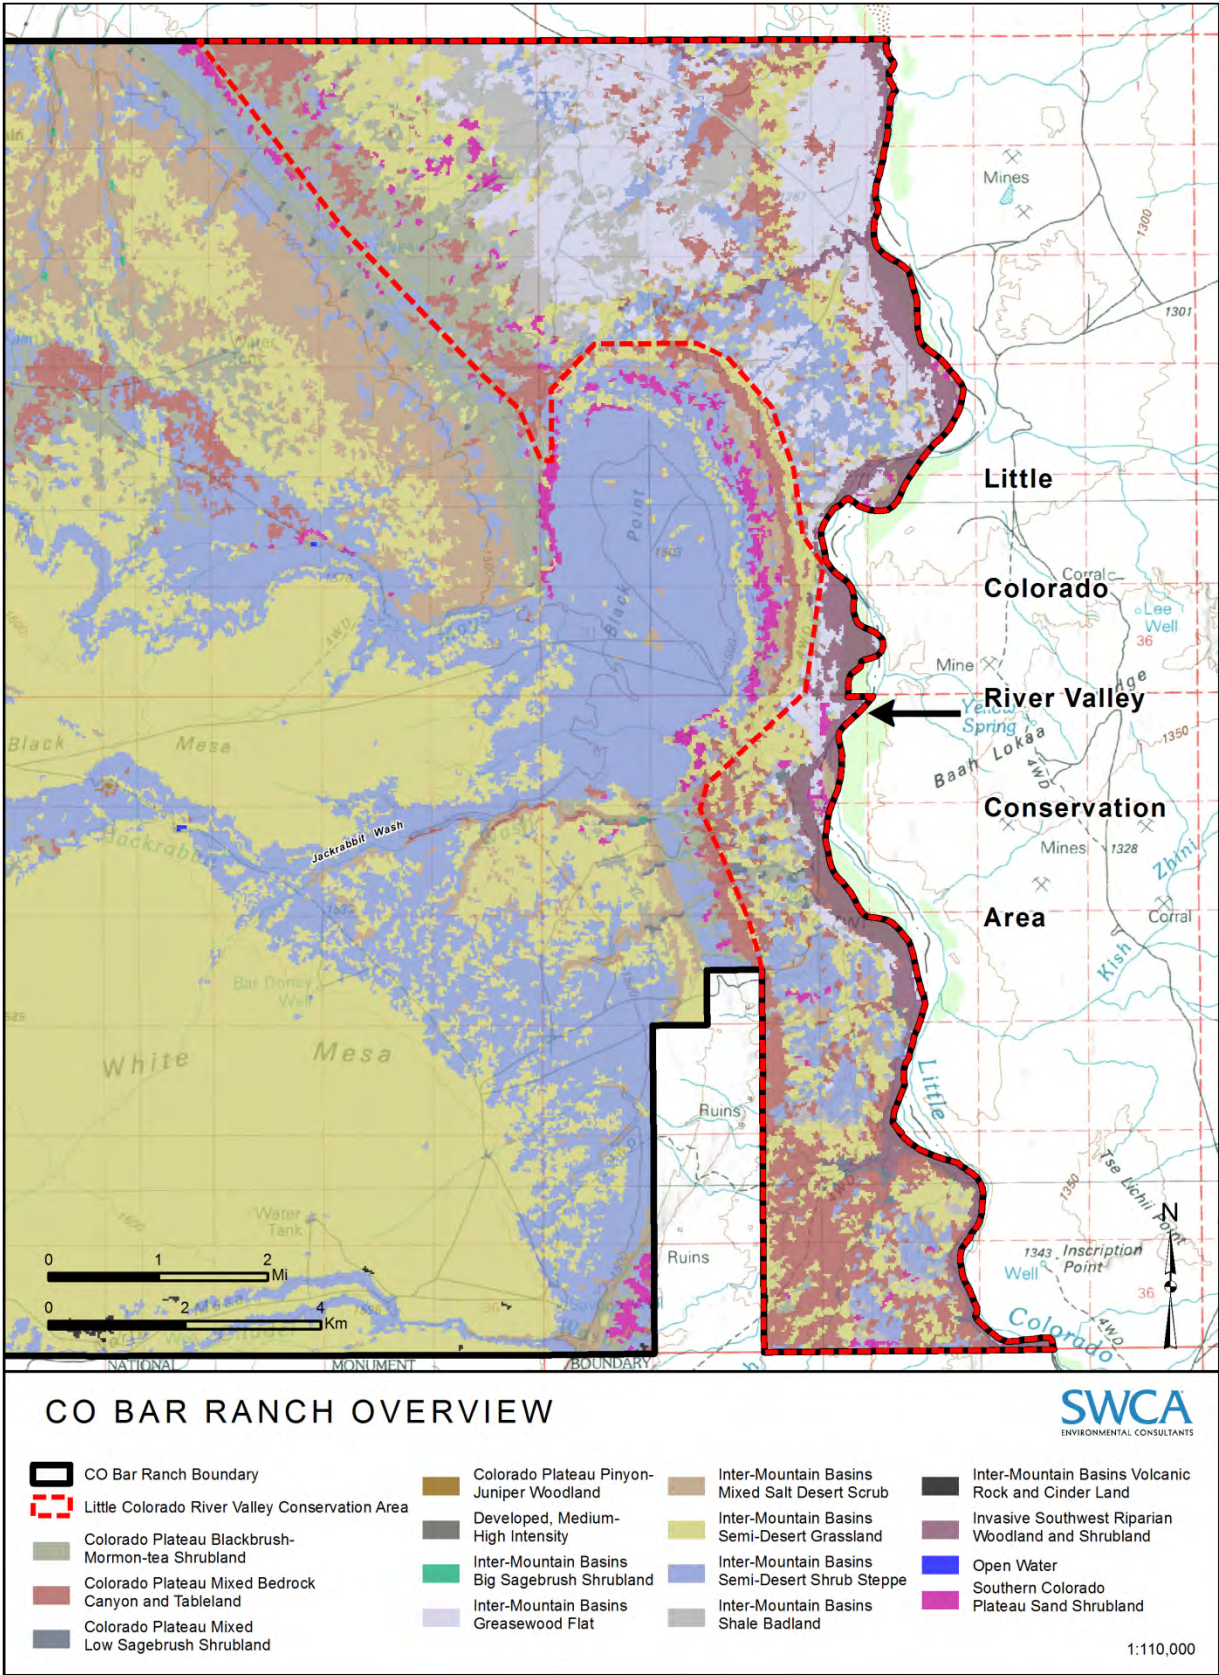 Mines
1300
1287
1301
Water
Little
Black Point
1503
Colorado
Corral
Lee
Well
36
Mine
River Valley
Yellow
Spring
Black Mesa
1350
Baah Lokaa
4WD
Conservation
Jackrabbit Wash
Mines
1328
Zhini
Area
Corral
Kish
Bar Doney
Well
White Mesa
Little
Ruins
Tse Lichii Point
1350
Water
Tank
N
Ruins
1343 Inscription
Point
Well
36
0 1 2
Mi
0 2 4
Km
Colorado
4WD
NATIONAL MONUMENT BOUNDARY
CO BAR RANCH OVERVIEW
SWCA
ENVIRONMENTAL CONSULTANTS
CO Bar Ranch Boundary
Little Colorado River Valley Conservation Area
Colorado Plateau Blackbrush-
Mormon-tea Shrubland
Colorado Plateau Mixed Bedrock
Canyon and Tableland
Colorado Plateau Mixed
Low Sagebrush Shrubland
Colorado Plateau Pinyon-
Juniper Woodland
Developed, Medium-
High Intensity
Inter-Mountain Basins
Big Sagebrush Shrubland
Inter-Mountain Basins
Greasewood Flat
Inter-Mountain Basins
Mixed Salt Desert Scrub
Inter-Mountain Basins
Semi-Desert Grassland
Inter-Mountain Basins
Semi-Desert Shrub Steppe
Inter-Mountain Basins
Shale Badland
Inter-Mountain Basins Volcanic
Rock and Cinder Land
Invasive Southwest Riparian
Woodland and Shrubland
Open Water
Southern Colorado
Plateau Sand Shrubland
1:110,000